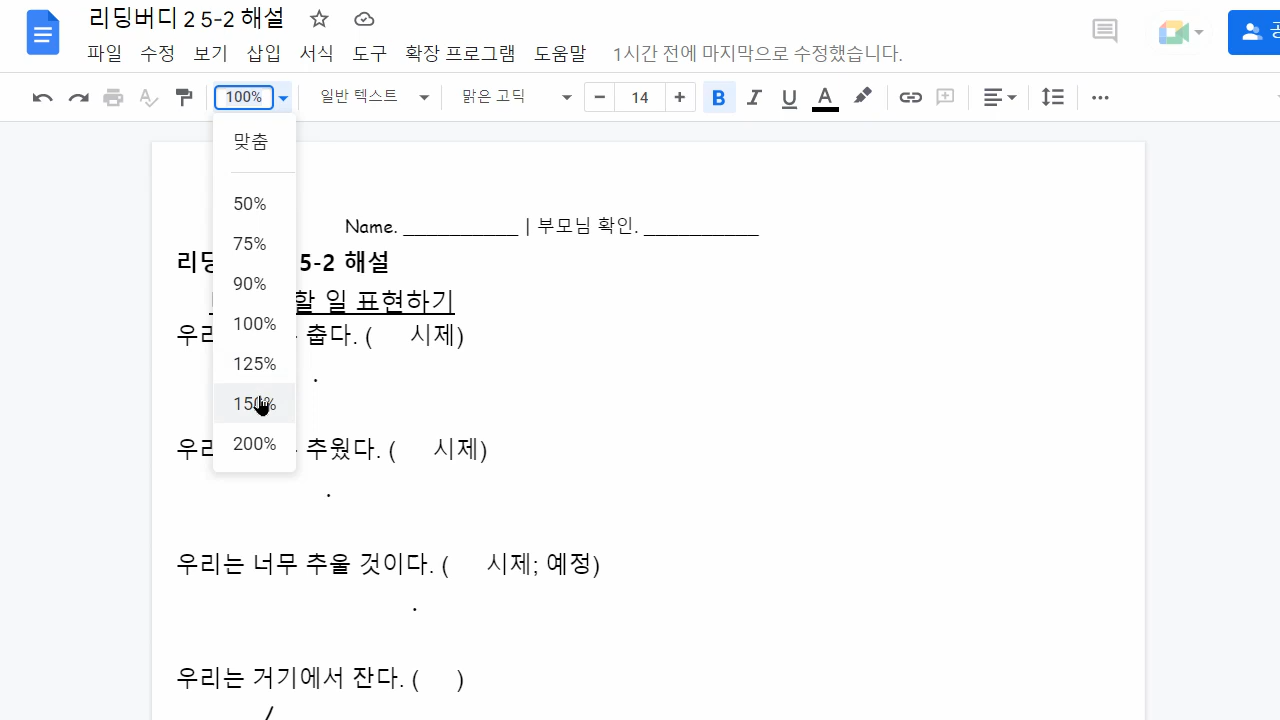 리딩버디 2 5-2 해설
파일 수정 보기 삽입 서식 도구 확장 프로그램 도움말 1시간 전에 마지막으로 수정했습니다.
100% 일반 텍스트 맑은 고딕 14 B I U A
맞춤
50%
75%
90%
100%
125%
150%
200%
Name. ___________ | 부모님 확인. ___________
5-2 해설
할 일 표현하기
춥다. ( 시제)
.
추웠다. ( 시제)
.
우리는 너무 추울 것이다. ( 시제; 예정)
.
우리는 거기에서 잔다. ( )
/